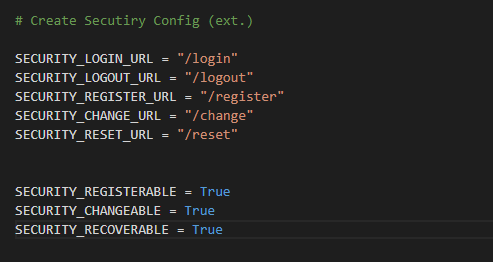 # Create Secutiry Config (ext.)
SECURITY_LOGIN_URL = "/login"
SECURITY_LOGOUT_URL = "/logout"
SECURITY_REGISTER_URL = "/register"
SECURITY_CHANGE_URL = "/change"
SECURITY_RESET_URL = "/reset"
SECURITY_REGISTERABLE = True
SECURITY_CHANGEABLE = True
SECURITY_RECOVERABLE = True